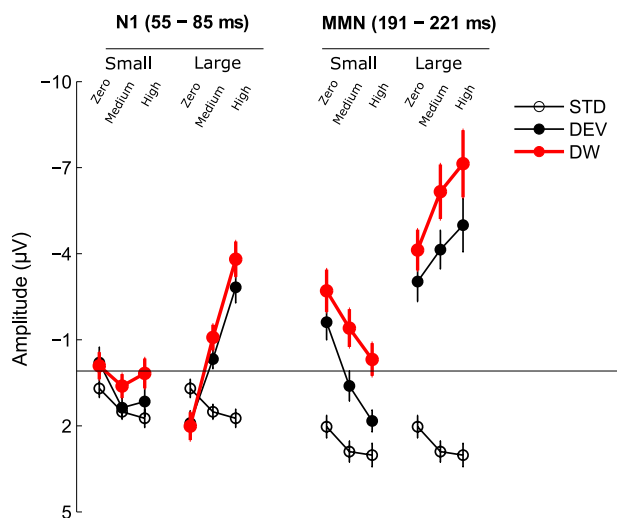 N1 (55 – 85 ms) MMN (191 – 221 ms)
Small Large Small Large
Zero Medium High Zero Medium High Zero Medium High Zero Medium High
−10
−7
−4
−1
2
5
Amplitude (µV)
STD
DEV
DW